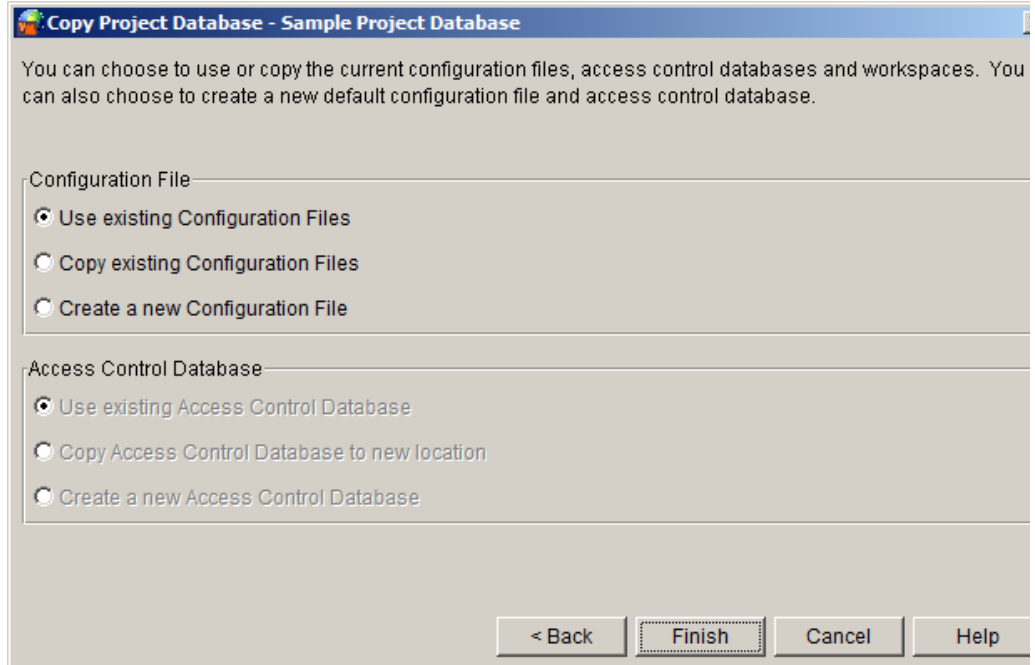 Copy Project Database - Sample Project Database
You can choose to use or copy the current configuration files, access control databases and workspaces. You
can also choose to create a new default configuration file and access control database.
Configuration File
Use existing Configuration Files
Copy existing Configuration Files
Create a new Configuration File
Access Control Database
Use existing Access Control Database
Copy Access Control Database to new location
Create a new Access Control Database
< Back Finish Cancel Help